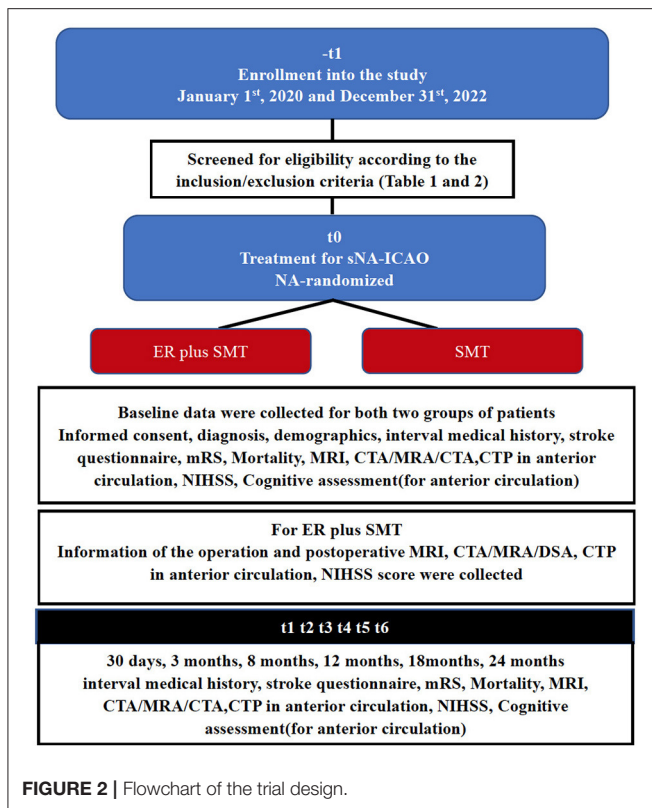 -t1
Enrollment into the study
January 1st, 2020 and December 31st, 2022
Screened for eligibility according to the
inclusion/exclusion criteria (Table 1 and 2)
t0
Treatment for sNA-ICAO
NA-randomized
ER plus SMT
SMT
Baseline data were collected for both two groups of patients
Informed consent, diagnosis, demographics, interval medical history, stroke
questionnaire, mRS, Mortality, MRI, CTA/MRA/CTA,CTP in anterior
circulation, NIHSS, Cognitive assessment(for anterior circulation)
For ER plus SMT
Information of the operation and postoperative MRI, CTA/MRA/DSA, CTP
in anterior circulation, NIHSS score were collected
t1 t2 t3 t4 t5 t6
30 days, 3 months, 8 months, 12 months, 18months, 24 months
interval medical history, stroke questionnaire, mRS, Mortality, MRI,
CTA/MRA/CTA,CTP in anterior circulation, NIHSS, Cognitive
assessment(for anterior circulation)
FIGURE 2 | Flowchart of the trial design.